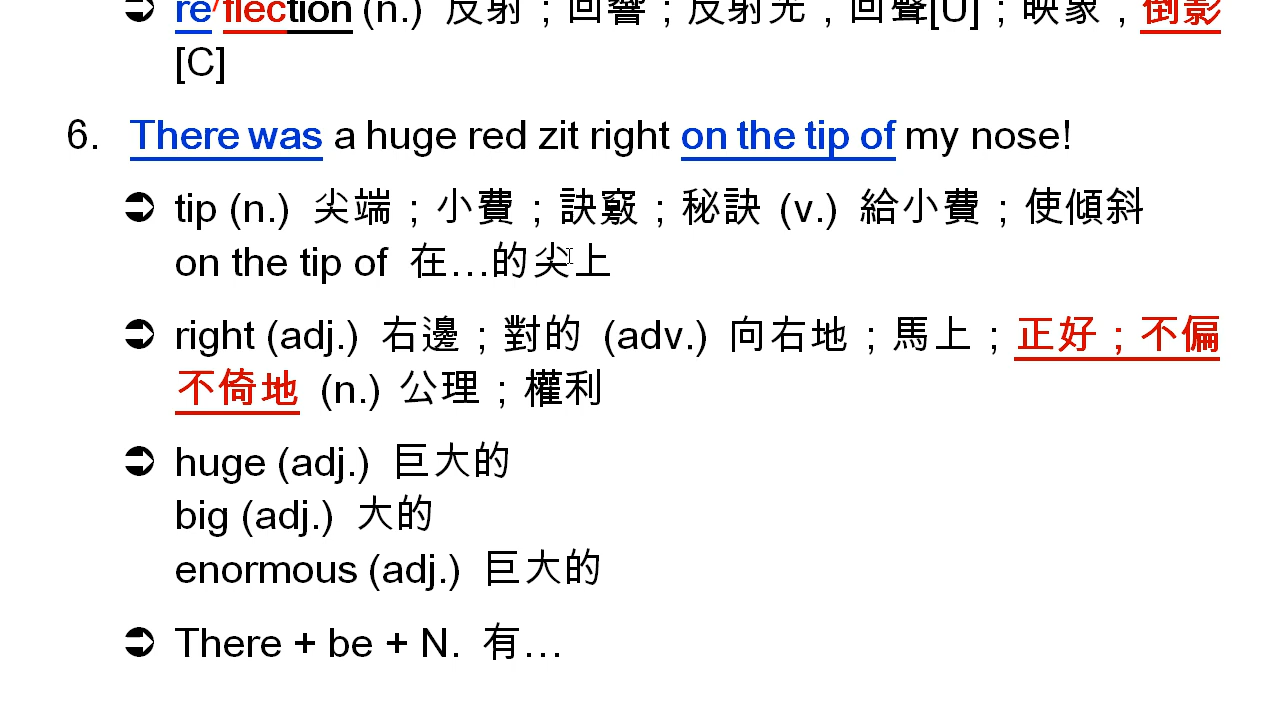 re/flection (n.) 反射；回響；反射光，回聲[U]；映象，倒影
[C]
6. There was a huge red zit right on the tip of my nose!
➲ tip (n.) 尖端；小費；訣竅；秘訣 (v.) 給小費；使傾斜
on the tip of 在…的尖上
➲ right (adj.) 右邊；對的 (adv.) 向右地；馬上；正好；不偏
不倚地 (n.) 公理；權利
➲ huge (adj.) 巨大的
big (adj.) 大的
enormous (adj.) 巨大的
➲ There + be + N. 有…